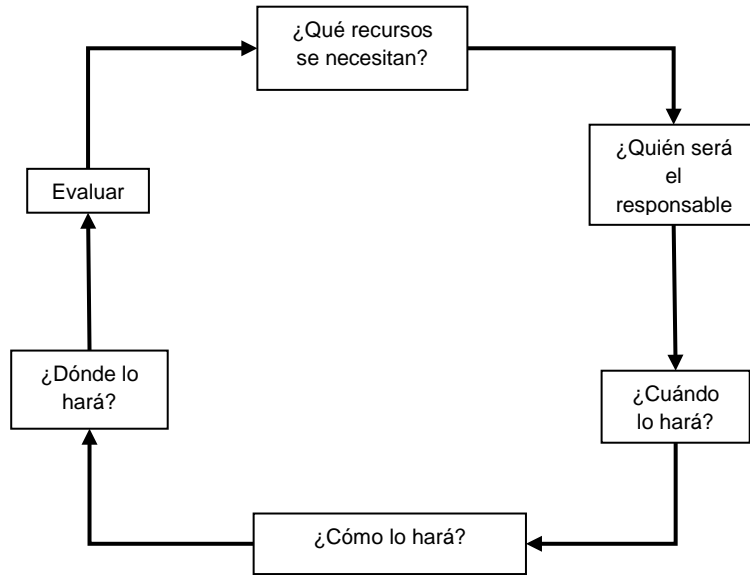 ¿Qué recursos
se necesitan?
¿Quién será
el
responsable
¿Cuándo
lo hará?
¿Cómo lo hará?
¿Dónde lo
hará?
Evaluar